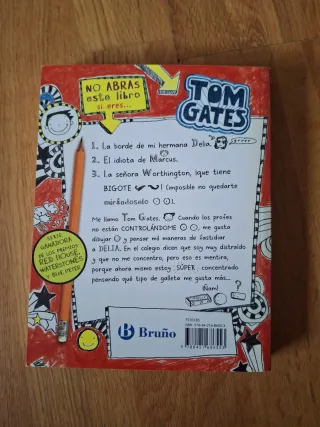 NO ABRAS
este libro
si eres...
TOM
GATES
1. La borde de mi hermana Delia.
2. El idiota de Marcus.
3. La señora Worthington, ¡que tiene
BIGOTE! (Imposible no quedarte
mirándoselo.)
Me llamo Tom Gates. Cuando los profes
no están CONTROLÁNDOME, me gusta
dibujar y pensar mil maneras de fastidiar
a DELIA. En el colegio dicen que soy muy distraído
y que no me concentro, pero eso es mentira,
porque ahora mismo estoy SÚPER concentrado
pensando qué tipo de galleta me gusta más...
¡Ñam!
SERIE
GANADORA
DE LOS PREMIOS
RED HOUSE,
WATERSTONES
Y BLUE PETER
B
Bruño